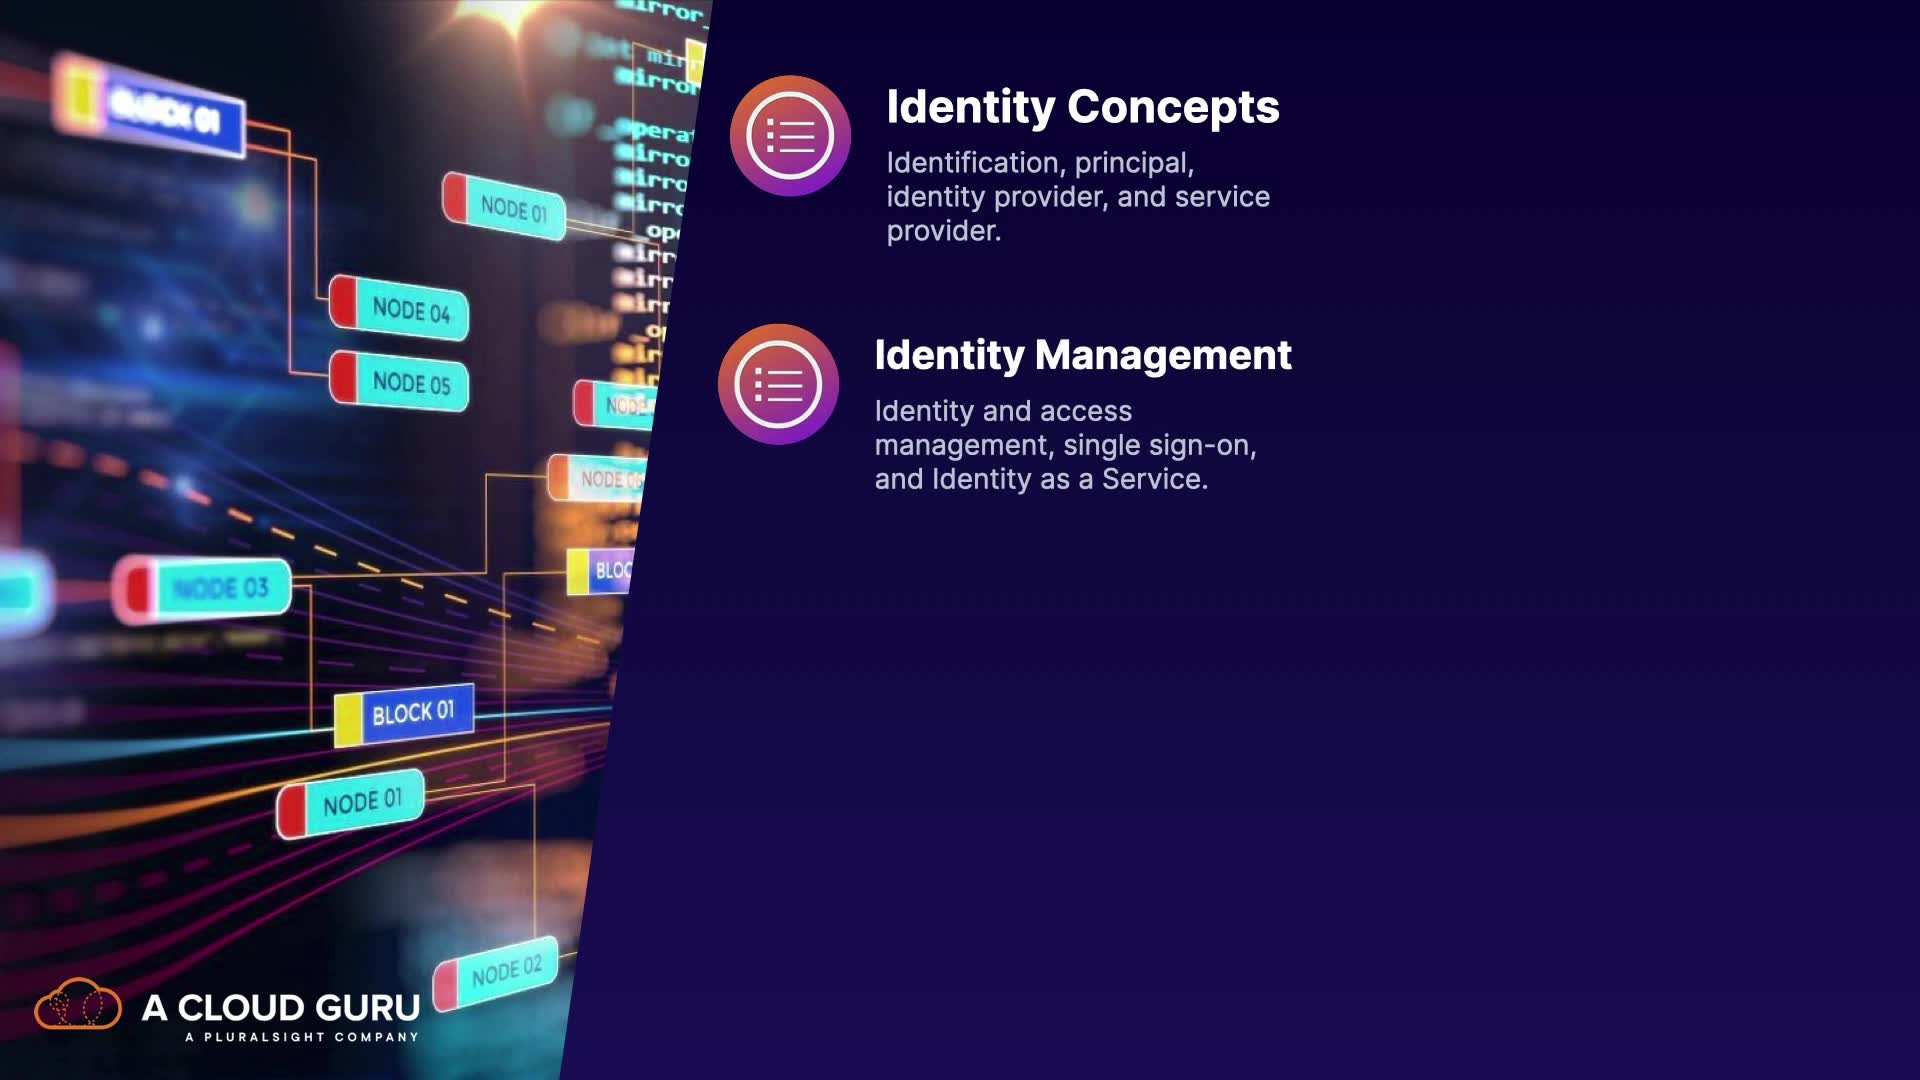 Identity Concepts
Identification, principal,
identity provider, and service
provider.
Identity Management
Identity and access
management, single sign-on,
and Identity as a Service.
BLOCK 01
NODE 01
NODE 04
NODE 05
NODE 03
BLOCK 01
NODE 01
NODE 02
A CLOUD GURU
A PLURALSIGHT COMPANY